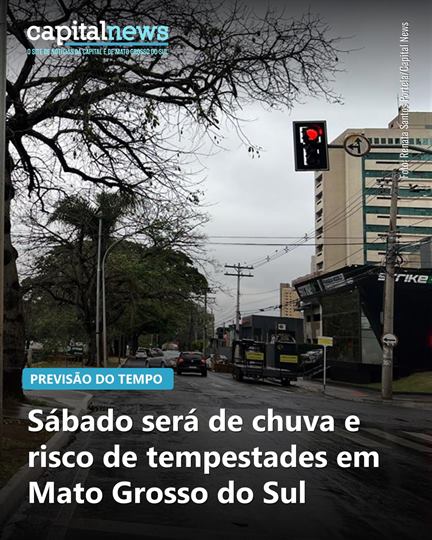 capitalnews
O SITE DE NOTÍCIAS DA CAPITAL E DE MATO GROSSO DO SUL
Foto: Renata Santos Portela/Capital News
STRIKE
PREVISÃO DO TEMPO
Sábado será de chuva e
risco de tempestades em
Mato Grosso do Sul